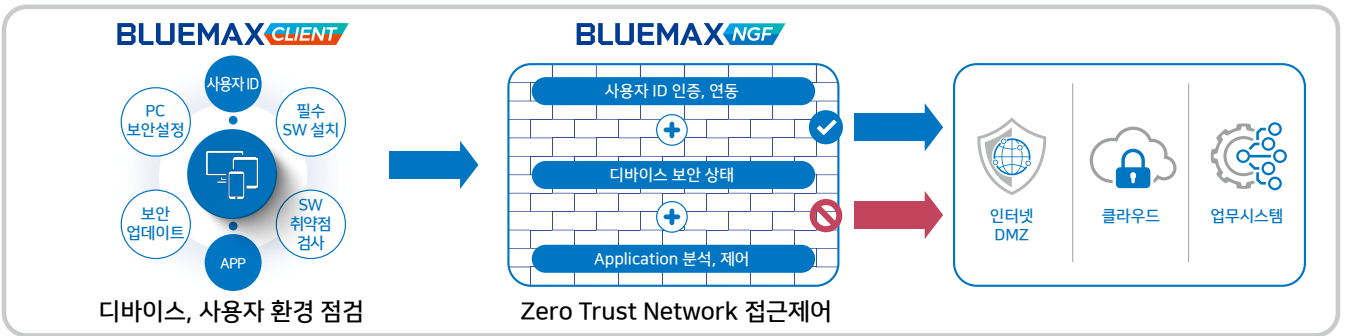 BLUEMAX CLIENT
사용자 ID
PC
보안설정
필수
SW 설치
보안
업데이트
SW
취약점
검사
APP
디바이스, 사용자 환경 점검
BLUEMAX NGF
사용자 ID 인증, 연동
디바이스 보안 상태
Application 분석, 제어
Zero Trust Network 접근제어
인터넷
DMZ
클라우드
업무시스템